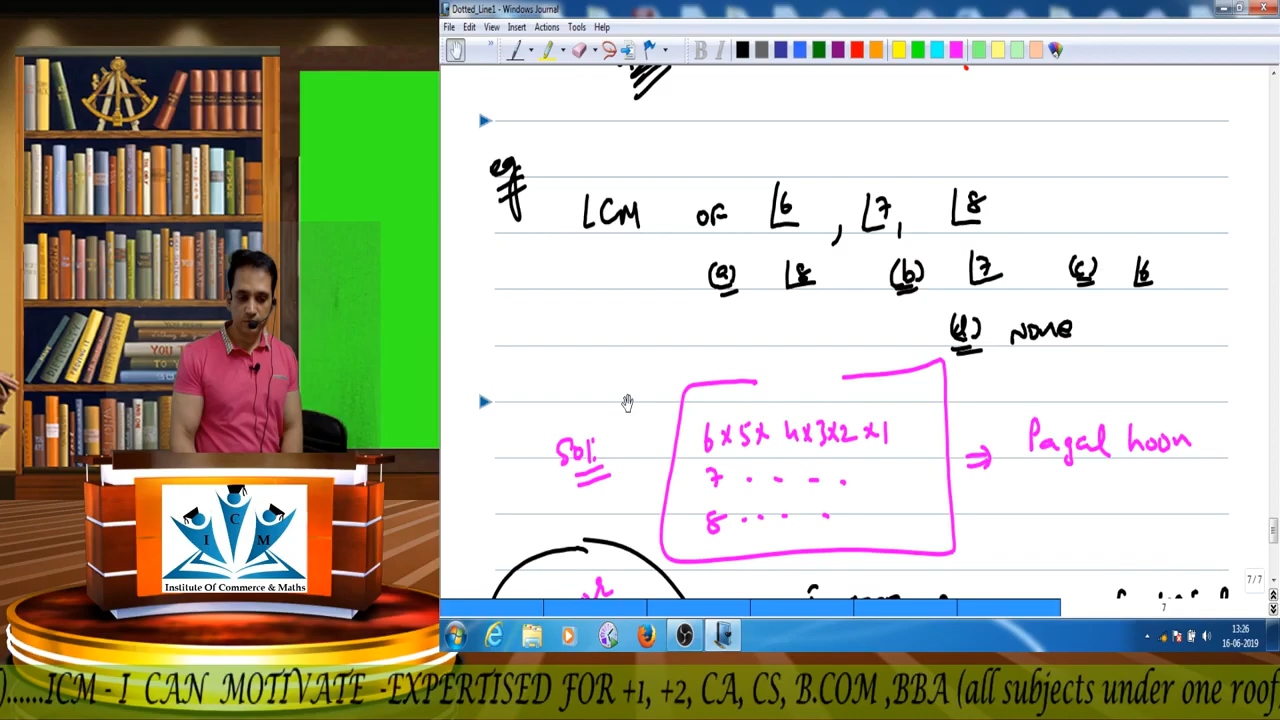 Dotted_Line1 - Windows Journal
File Edit View Insert Actions Tools Help
B I
eg
LCM of ⌊6 , ⌊7 , ⌊8
(a) ⌊8 (b) ⌊7 (c) ⌊6
(d) None
Sol:
6 x 5 x 4 x 3 x 2 x 1 ⇒ Pagal hoon
7 . . . .
8 . . . .
7/7
7
I C M
Institute Of Commerce & Maths
13:26
16-06-2019
)......ICM - I CAN MOTIVATE -EXPERTISED FOR +1, +2, CA, CS, B.COM ,BBA (all subjects under one roof